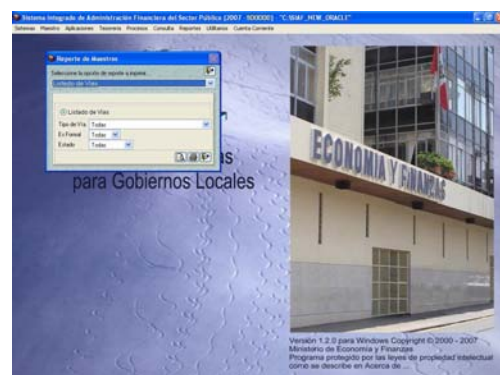 Sistema Integrado de Administración Financiera del Sector Público (2007 - 900000) - "C:\SIAF_NEW_ORACLE"
Sistemas Maestro Aplicaciones Tesorería Procesos Consulta Reportes Utilitarios Cuenta Corriente
Reporte de Maestros
Seleccione la opción de reporte a
Listado de Vías
Listado de Vías
Tipo de Vía Todas
Es Formal Todas
Estado Todas
as
para Gobiernos Locales
ECONOMIA Y FINANZAS
Versión 1.2.0 para Windows Copyright © 2000 - 2007
Ministerio de Economía y Finanzas
Programa protegido por las leyes de propiedad intelectual
como se describe en Acerca de ...